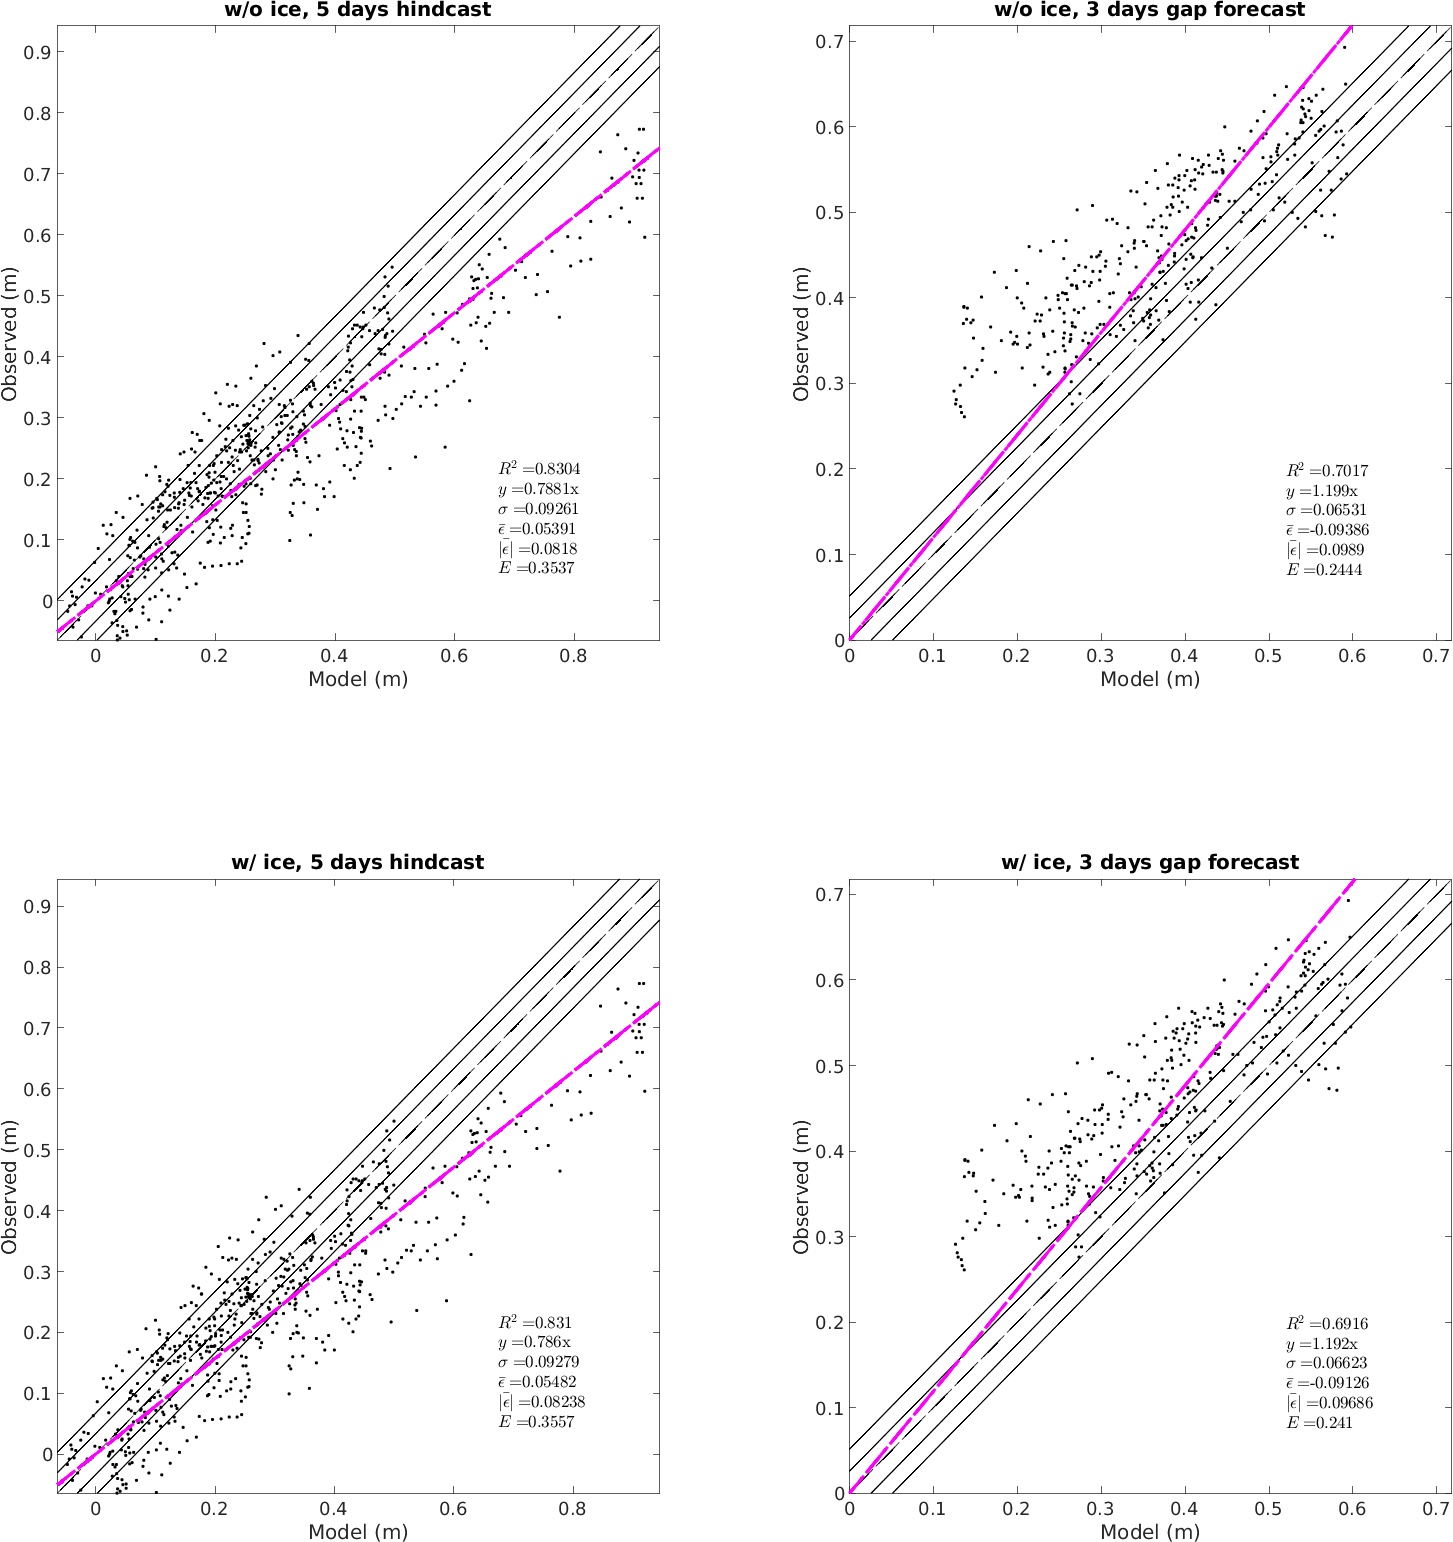 w/o ice, 5 days hindcast
0.9
0.8
0.7
0.6
0.5
0.4
0.3
0.2
0.1
0
Observed (m)
R² =0.8304
y =0.7881x
σ =0.09261
ε̄ =0.05391
|ε̄| =0.0818
E =0.3537
0 0.2 0.4 0.6 0.8
Model (m)
w/o ice, 3 days gap forecast
0.7
0.6
0.5
0.4
0.3
0.2
0.1
0
Observed (m)
R² =0.7017
y =1.199x
σ =0.06531
ε̄ =-0.09386
|ε̄| =0.0989
E =0.2444
0 0.1 0.2 0.3 0.4 0.5 0.6 0.7
Model (m)
w/ ice, 5 days hindcast
0.9
0.8
0.7
0.6
0.5
0.4
0.3
0.2
0.1
0
Observed (m)
R² =0.831
y =0.786x
σ =0.09279
ε̄ =0.05482
|ε̄| =0.08238
E =0.3557
0 0.2 0.4 0.6 0.8
Model (m)
w/ ice, 3 days gap forecast
0.7
0.6
0.5
0.4
0.3
0.2
0.1
0
Observed (m)
R² =0.6916
y =1.192x
σ =0.06623
ε̄ =-0.09126
|ε̄| =0.09686
E =0.241
0 0.1 0.2 0.3 0.4 0.5 0.6 0.7
Model (m)